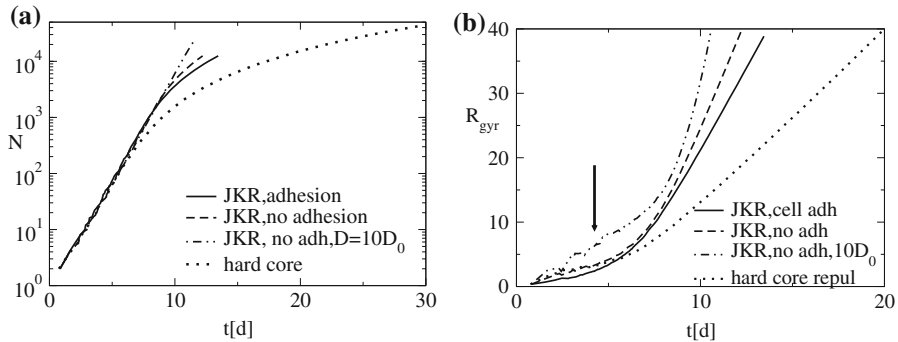 (a)
10^4
10^3
N
10^2
10^1
10^0
JKR,adhesion
JKR,no adhesion
JKR, no adh,D=10D_0
hard core
0 10 20 30
t[d]
(b)
40
30
R_gyr
20
10
0
JKR,cell adh
JKR,no adh
JKR,no adh,10D_0
hard core repul
0 10 20
t[d]